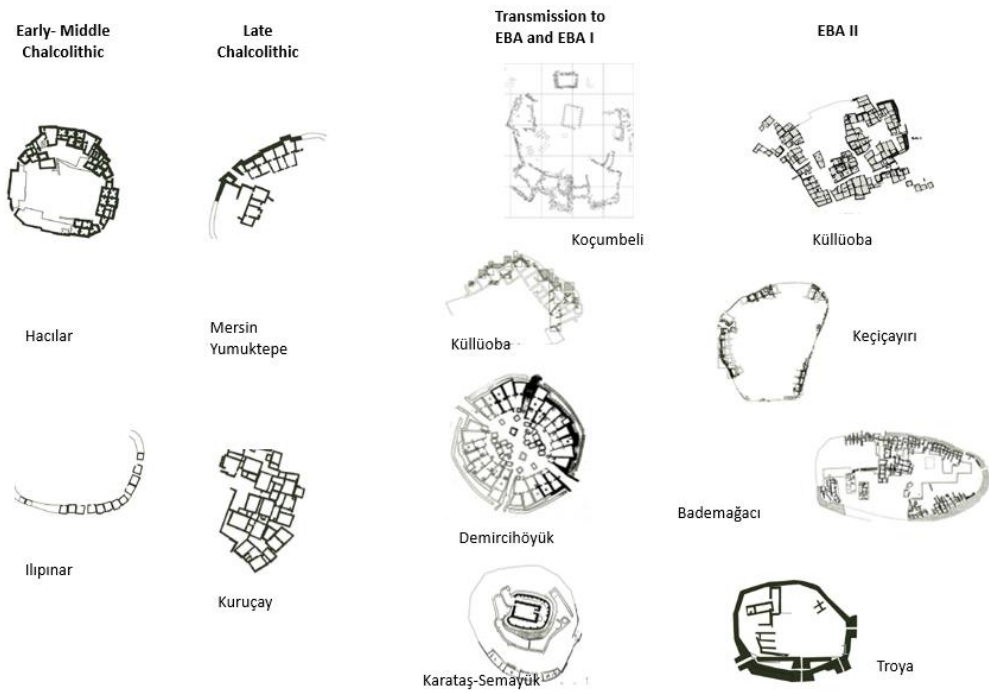 Early- Middle
Chalcolithic
Late
Chalcolithic
Transmission to
EBA and EBA I
EBA II
Hacılar
Ilıpınar
Mersin
Yumuktepe
Kuruçay
Koçumbeli
Küllüoba
Demircihöyük
Karataş-Semayük
Küllüoba
Keçiçayırı
Bademağacı
Troya